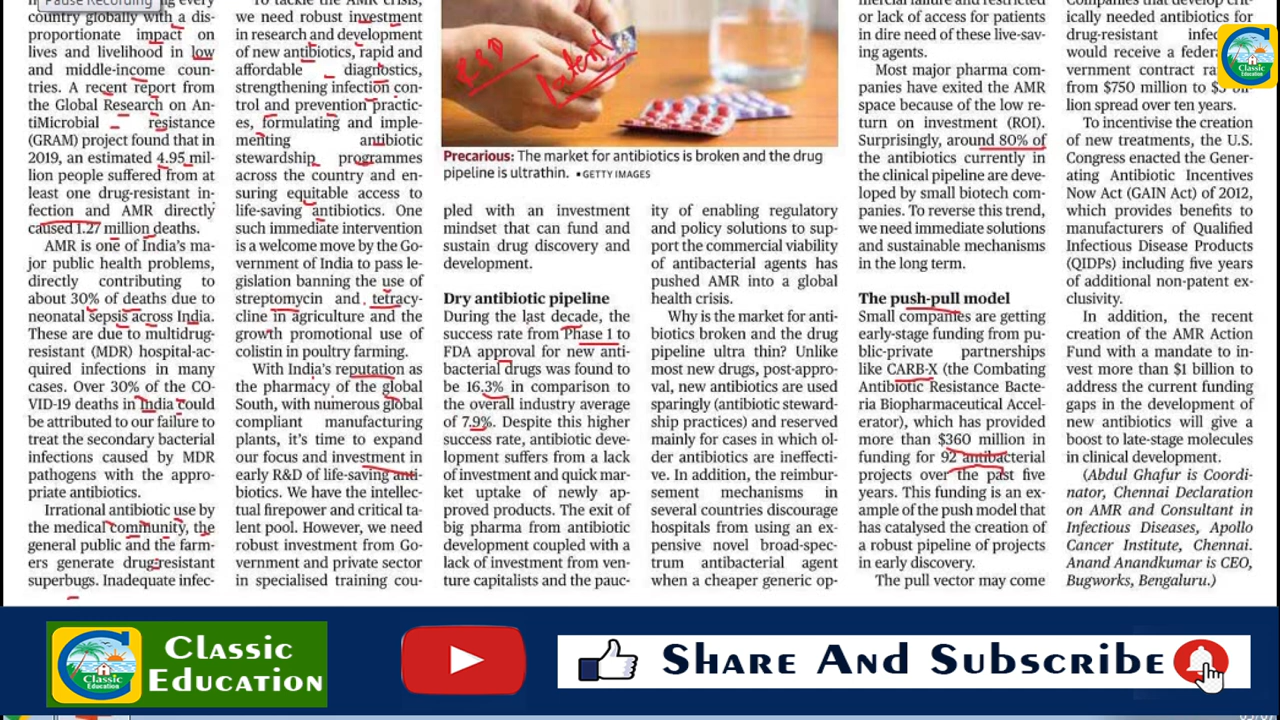 Pause Recording
ing every
country globally with a dis-
proportionate impact on
lives and livelihood in low
and middle-income coun-
tries. A recent report from
the Global Research on An-
tiMicrobial resistance
(GRAM) project found that in
2019, an estimated 4.95 mil-
lion people suffered from at
least one drug-resistant in-
fection and AMR directly
caused 1.27 million deaths.
AMR is one of India's ma-
jor public health problems,
directly contributing to
about 30% of deaths due to
neonatal sepsis across India.
These are due to multidrug-
resistant (MDR) hospital-ac-
quired infections in many
cases. Over 30% of the CO-
VID-19 deaths in India could
be attributed to our failure to
treat the secondary bacterial
infections caused by MDR
pathogens with the appro-
priate antibiotics.
Irrational antibiotic use by
the medical community, the
general public and the farm-
ers generate drug-resistant
superbugs. Inadequate infec-
To tackle the AMR crisis,
we need robust investment
in research and development
of new antibiotics, rapid and
affordable diagnostics,
strengthening infection con-
trol and prevention practic-
es, formulating and imple-
menting antibiotic
stewardship programmes
across the country and en-
suring equitable access to
life-saving antibiotics. One
such immediate intervention
is a welcome move by the Go-
vernment of India to pass le-
gislation banning the use of
streptomycin and tetracy-
cline in agriculture and the
growth promotional use of
colistin in poultry farming.
With India's reputation as
the pharmacy of the global
South, with numerous global
compliant manufacturing
plants, it's time to expand
our focus and investment in
early R&D of life-saving anti-
biotics. We have the intellec-
tual firepower and critical ta-
lent pool. However, we need
robust investment from Go-
vernment and private sector
in specialised training cou-
R&D
Patent
Precarious: The market for antibiotics is broken and the drug
pipeline is ultrathin. ▪GETTY IMAGES
pled with an investment
mindset that can fund and
sustain drug discovery and
development.
Dry antibiotic pipeline
During the last decade, the
success rate from Phase 1 to
FDA approval for new anti-
bacterial drugs was found to
be 16.3% in comparison to
the overall industry average
of 7.9%. Despite this higher
success rate, antibiotic deve-
lopment suffers from a lack
of investment and quick mar-
ket uptake of newly ap-
proved products. The exit of
big pharma from antibiotic
development coupled with a
lack of investment from ven-
ture capitalists and the pauc-
ity of enabling regulatory
and policy solutions to sup-
port the commercial viability
of antibacterial agents has
pushed AMR into a global
health crisis.
Why is the market for anti-
biotics broken and the drug
pipeline ultra thin? Unlike
most new drugs, post-appro-
val, new antibiotics are used
sparingly (antibiotic steward-
ship practices) and reserved
mainly for cases in which ol-
der antibiotics are ineffecti-
ve. In addition, the reimbur-
sement mechanisms in
several countries discourage
hospitals from using an ex-
pensive novel broad-spec-
trum antibacterial agent
when a cheaper generic op-
mercial failure and restricted
or lack of access for patients
in dire need of these live-sav-
ing agents.
Most major pharma com-
panies have exited the AMR
space because of the low re-
turn on investment (ROI).
Surprisingly, around 80% of
the antibiotics currently in
the clinical pipeline are deve-
loped by small biotech com-
panies. To reverse this trend,
we need immediate solutions
and sustainable mechanisms
in the long term.
The push-pull model
Small companies are getting
early-stage funding from pu-
blic-private partnerships
like CARB-X (the Combating
Antibiotic Resistance Bacte-
ria Biopharmaceutical Accel-
erator), which has provided
more than $360 million in
funding for 92 antibacterial
projects over the past five
years. This funding is an ex-
ample of the push model that
has catalysed the creation of
a robust pipeline of projects
in early discovery.
The pull vector may come
Companies that develop crit-
ically needed antibiotics for
drug-resistant
would receive a
vernment contract
from $750 million to
lion spread over ten years.
To incentivise the creation
of new treatments, the U.S.
Congress enacted the Gener-
ating Antibiotic Incentives
Now Act (GAIN Act) of 2012,
which provides benefits to
manufacturers of Qualified
Infectious Disease Products
(QIDPs) including five years
of additional non-patent ex-
clusivity.
In addition, the recent
creation of the AMR Action
Fund with a mandate to in-
vest more than $1 billion to
address the current funding
gaps in the development of
new antibiotics will give a
boost to late-stage molecules
in clinical development.
(Abdul Ghafur is Coordi-
nator, Chennai Declaration
on AMR and Consultant in
Infectious Diseases, Apollo
Cancer Institute, Chennai.
Anand Anandkumar is CEO,
Bugworks, Bengaluru.)
Classic
Education
Classic
Education
Classic
Education
Share And Subscribe